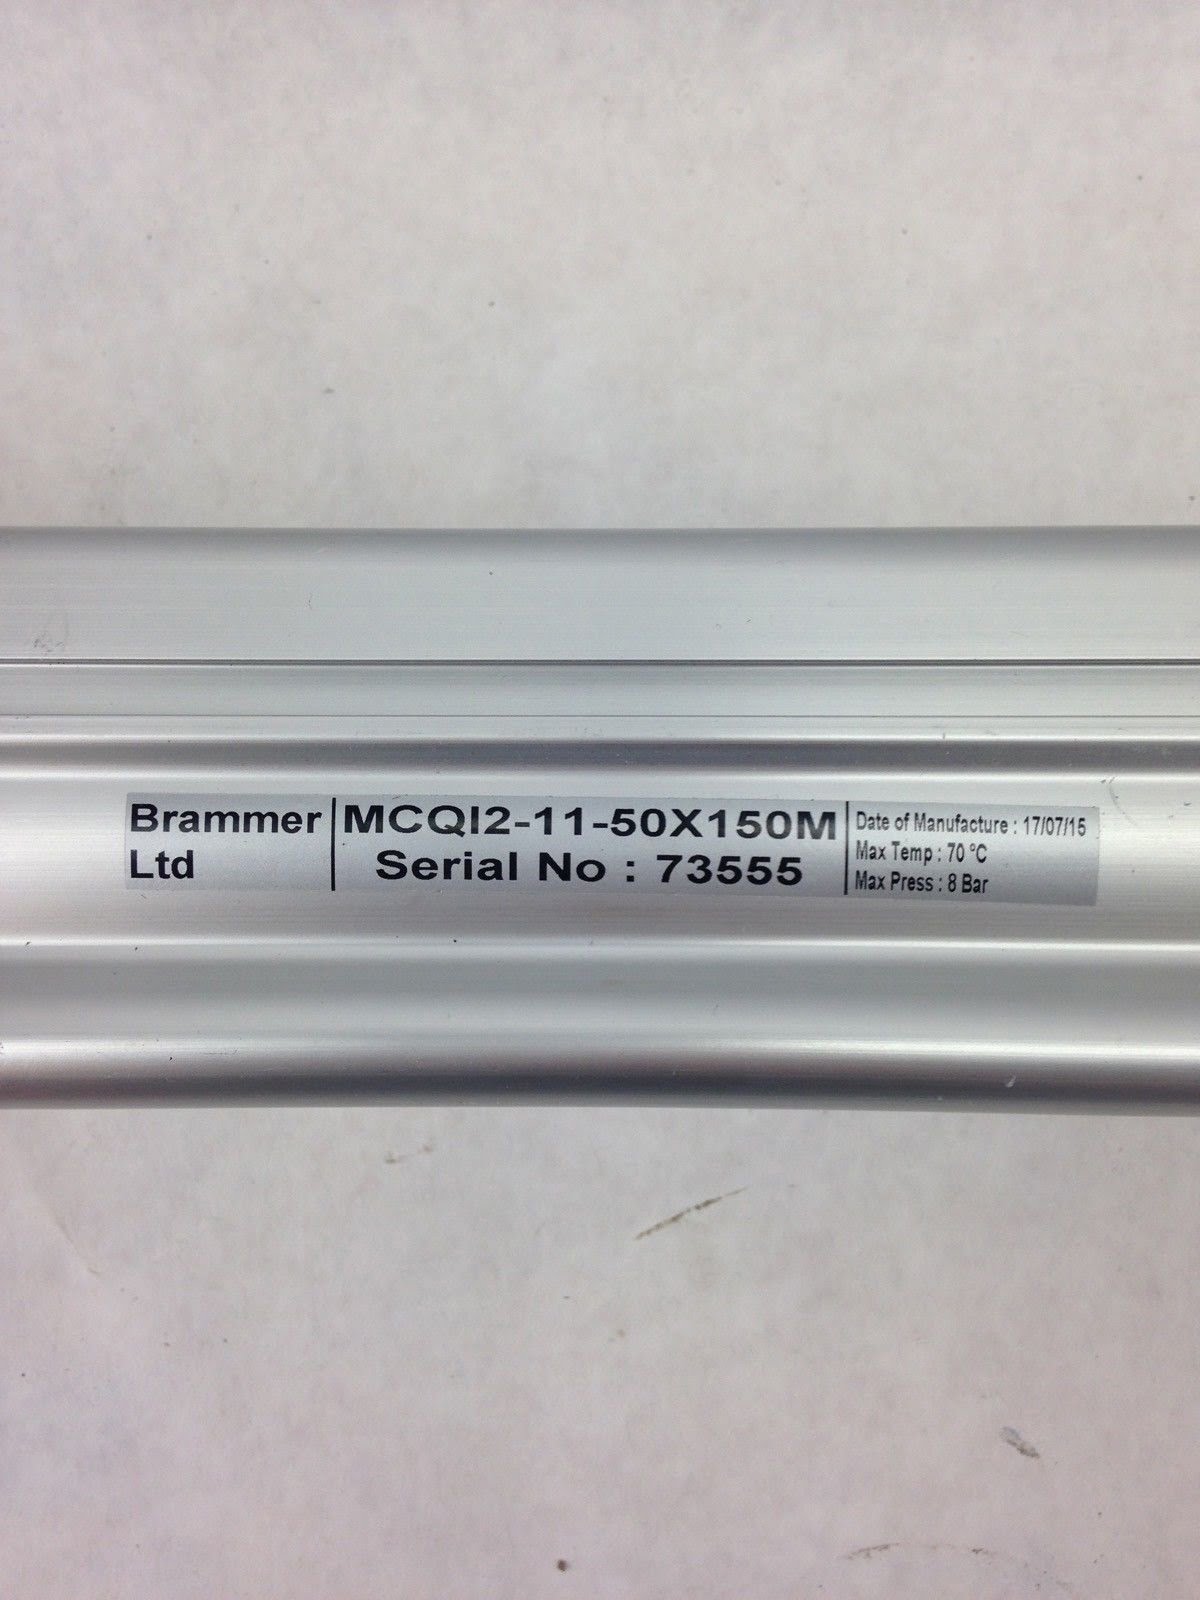 Brammer
Ltd
MCQI2-11-50X150M
Serial No : 73555
Date of Manufacture : 17/07/15
Max Temp : 70 ºC
Max Press : 8 Bar